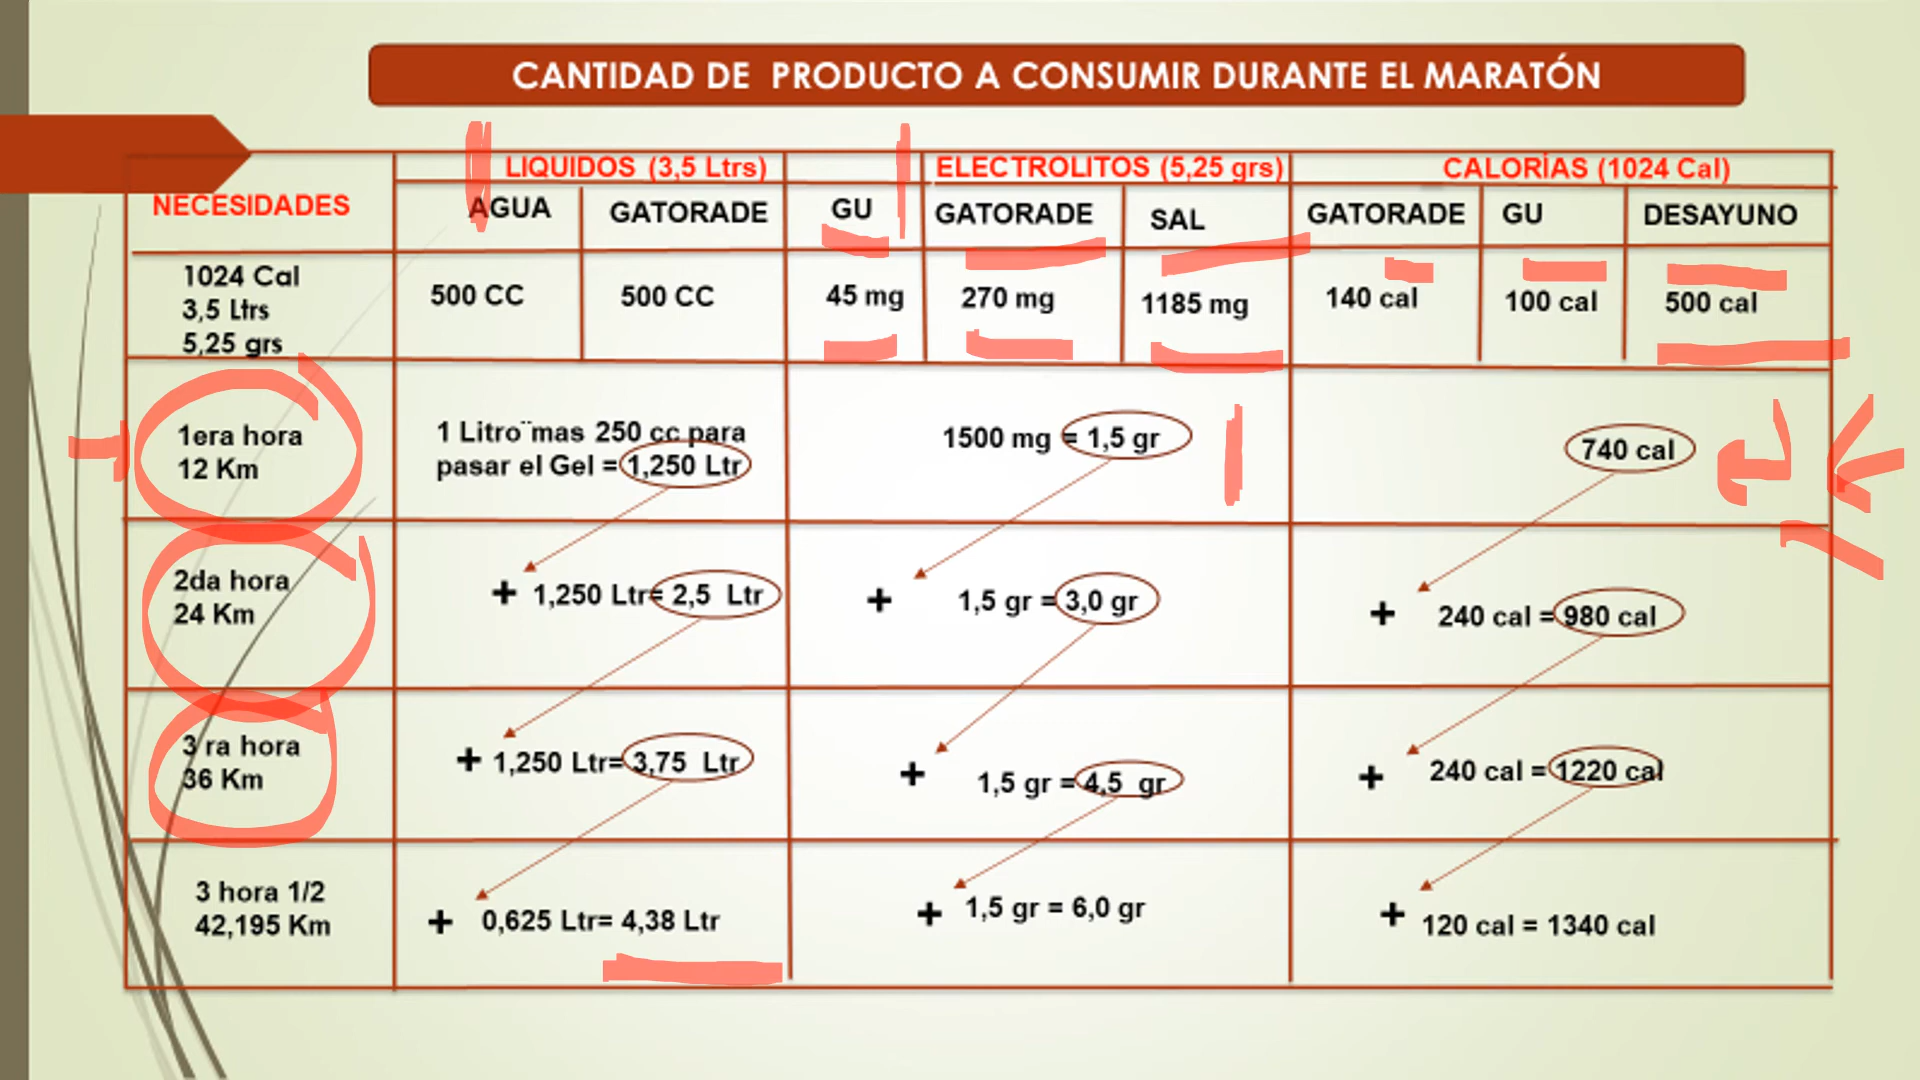 CANTIDAD DE PRODUCTO A CONSUMIR DURANTE EL MARATÓN
NECESIDADES
LIQUIDOS (3,5 Ltrs)
ELECTROLITOS (5,25 grs)
CALORÍAS (1024 Cal)
AGUA
GATORADE
GU
GATORADE
SAL
GATORADE
GU
DESAYUNO
1024 Cal
3,5 Ltrs
5,25 grs
500 CC
500 CC
45 mg
270 mg
1185 mg
140 cal
100 cal
500 cal
1era hora
12 Km
1 Litro¨mas 250 cc para
pasar el Gel = 1,250 Ltr
1500 mg = 1,5 gr
740 cal
2da hora
24 Km
+ 1,250 Ltr= 2,5 Ltr
+ 1,5 gr = 3,0 gr
+ 240 cal = 980 cal
3 ra hora
36 Km
+ 1,250 Ltr= 3,75 Ltr
+ 1,5 gr = 4,5 gr
+ 240 cal = 1220 cal
3 hora 1/2
42,195 Km
+ 0,625 Ltr= 4,38 Ltr
+ 1,5 gr = 6,0 gr
+ 120 cal = 1340 cal